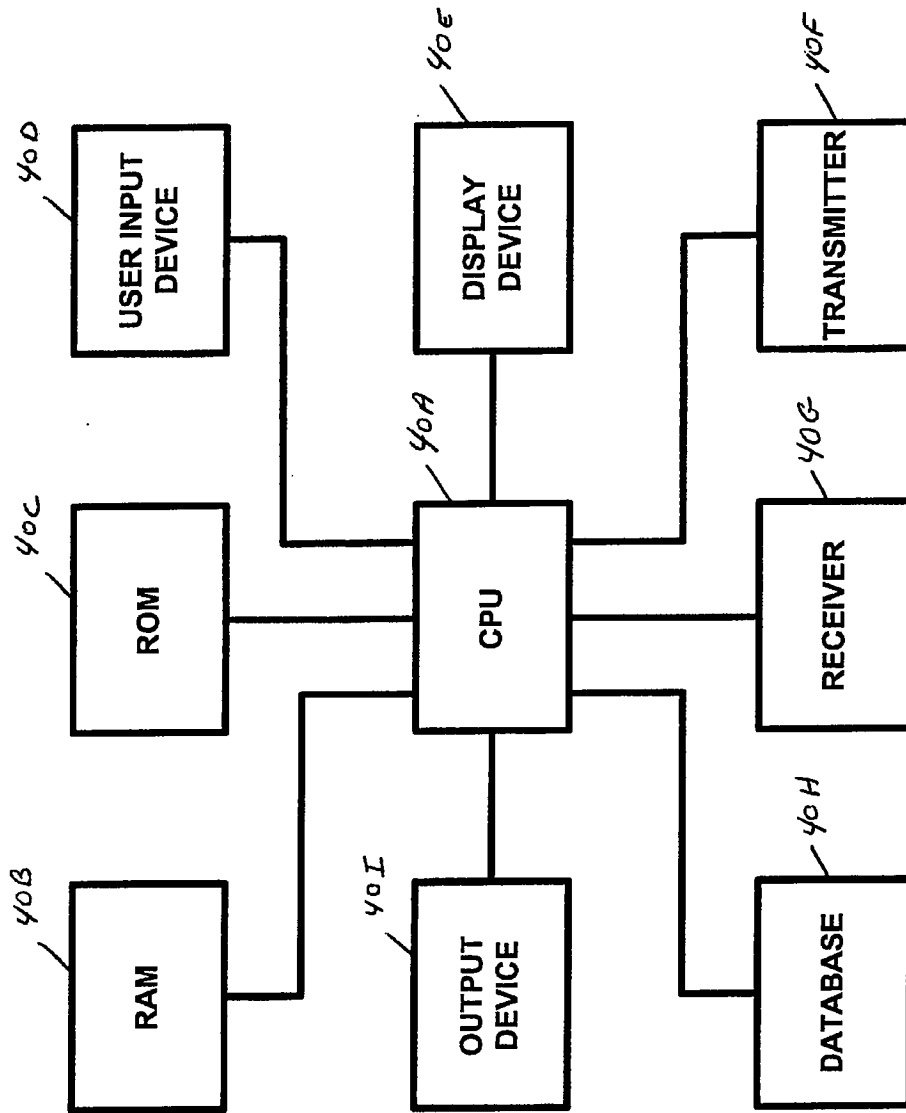 40B
RAM
40C
ROM
40D
USER INPUT
DEVICE
40I
OUTPUT
DEVICE
40A
CPU
40E
DISPLAY
DEVICE
40H
DATABASE
40G
RECEIVER
40F
TRANSMITTER